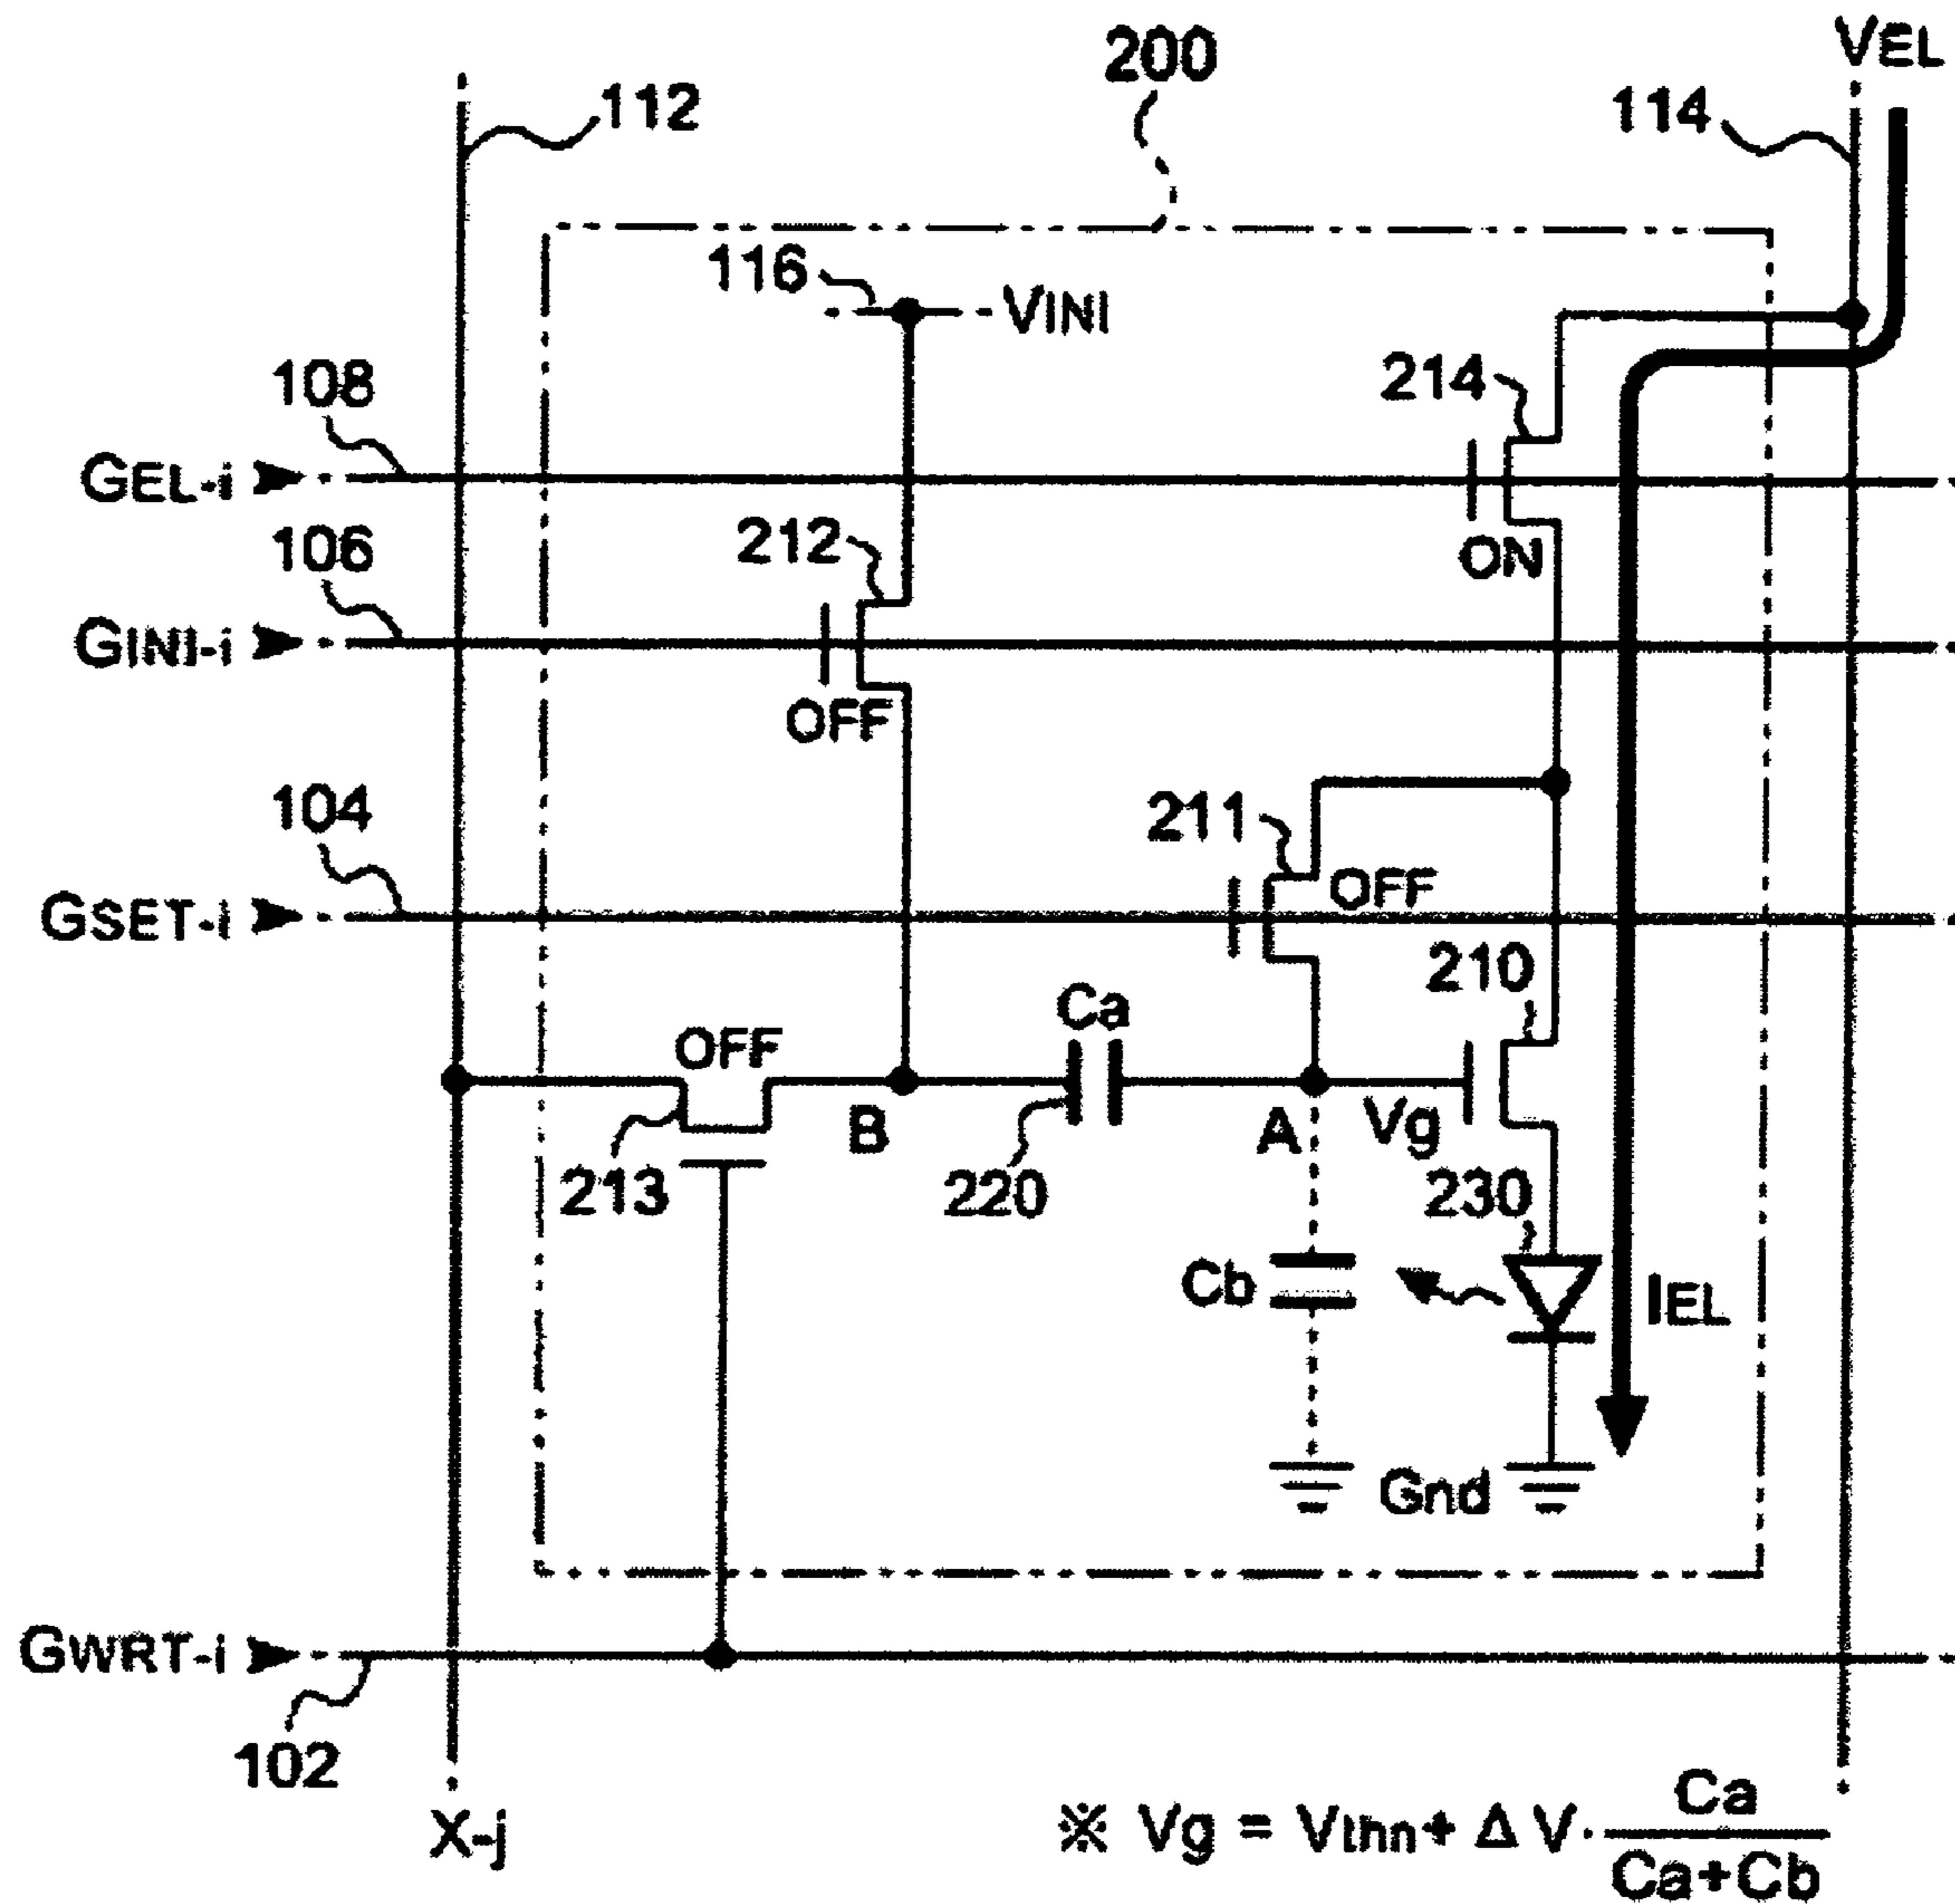 200
VEL
112
114
116
VINI
108
214
GEL-i
106
212
ON
GINI-i
OFF
104
211
OFF
GSET-i
210
Ca
OFF
B
A
Vg
213
220
230
Cb
IEL
Gnd
GWRT-i
102
X-j
※ Vg = Vthn+ Δ V · Ca
Ca+Cb